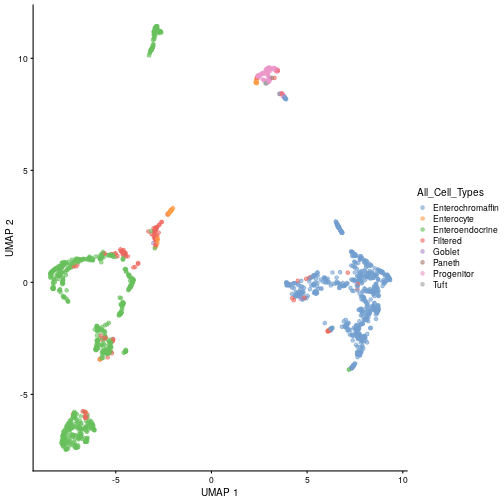 10
5
0
-5
UMAP 2
-5
0
5
10
UMAP 1
All_Cell_Types
Enterochromaffin
Enterocyte
Enteroendocrine
Filtered
Goblet
Paneth
Progenitor
Tuft